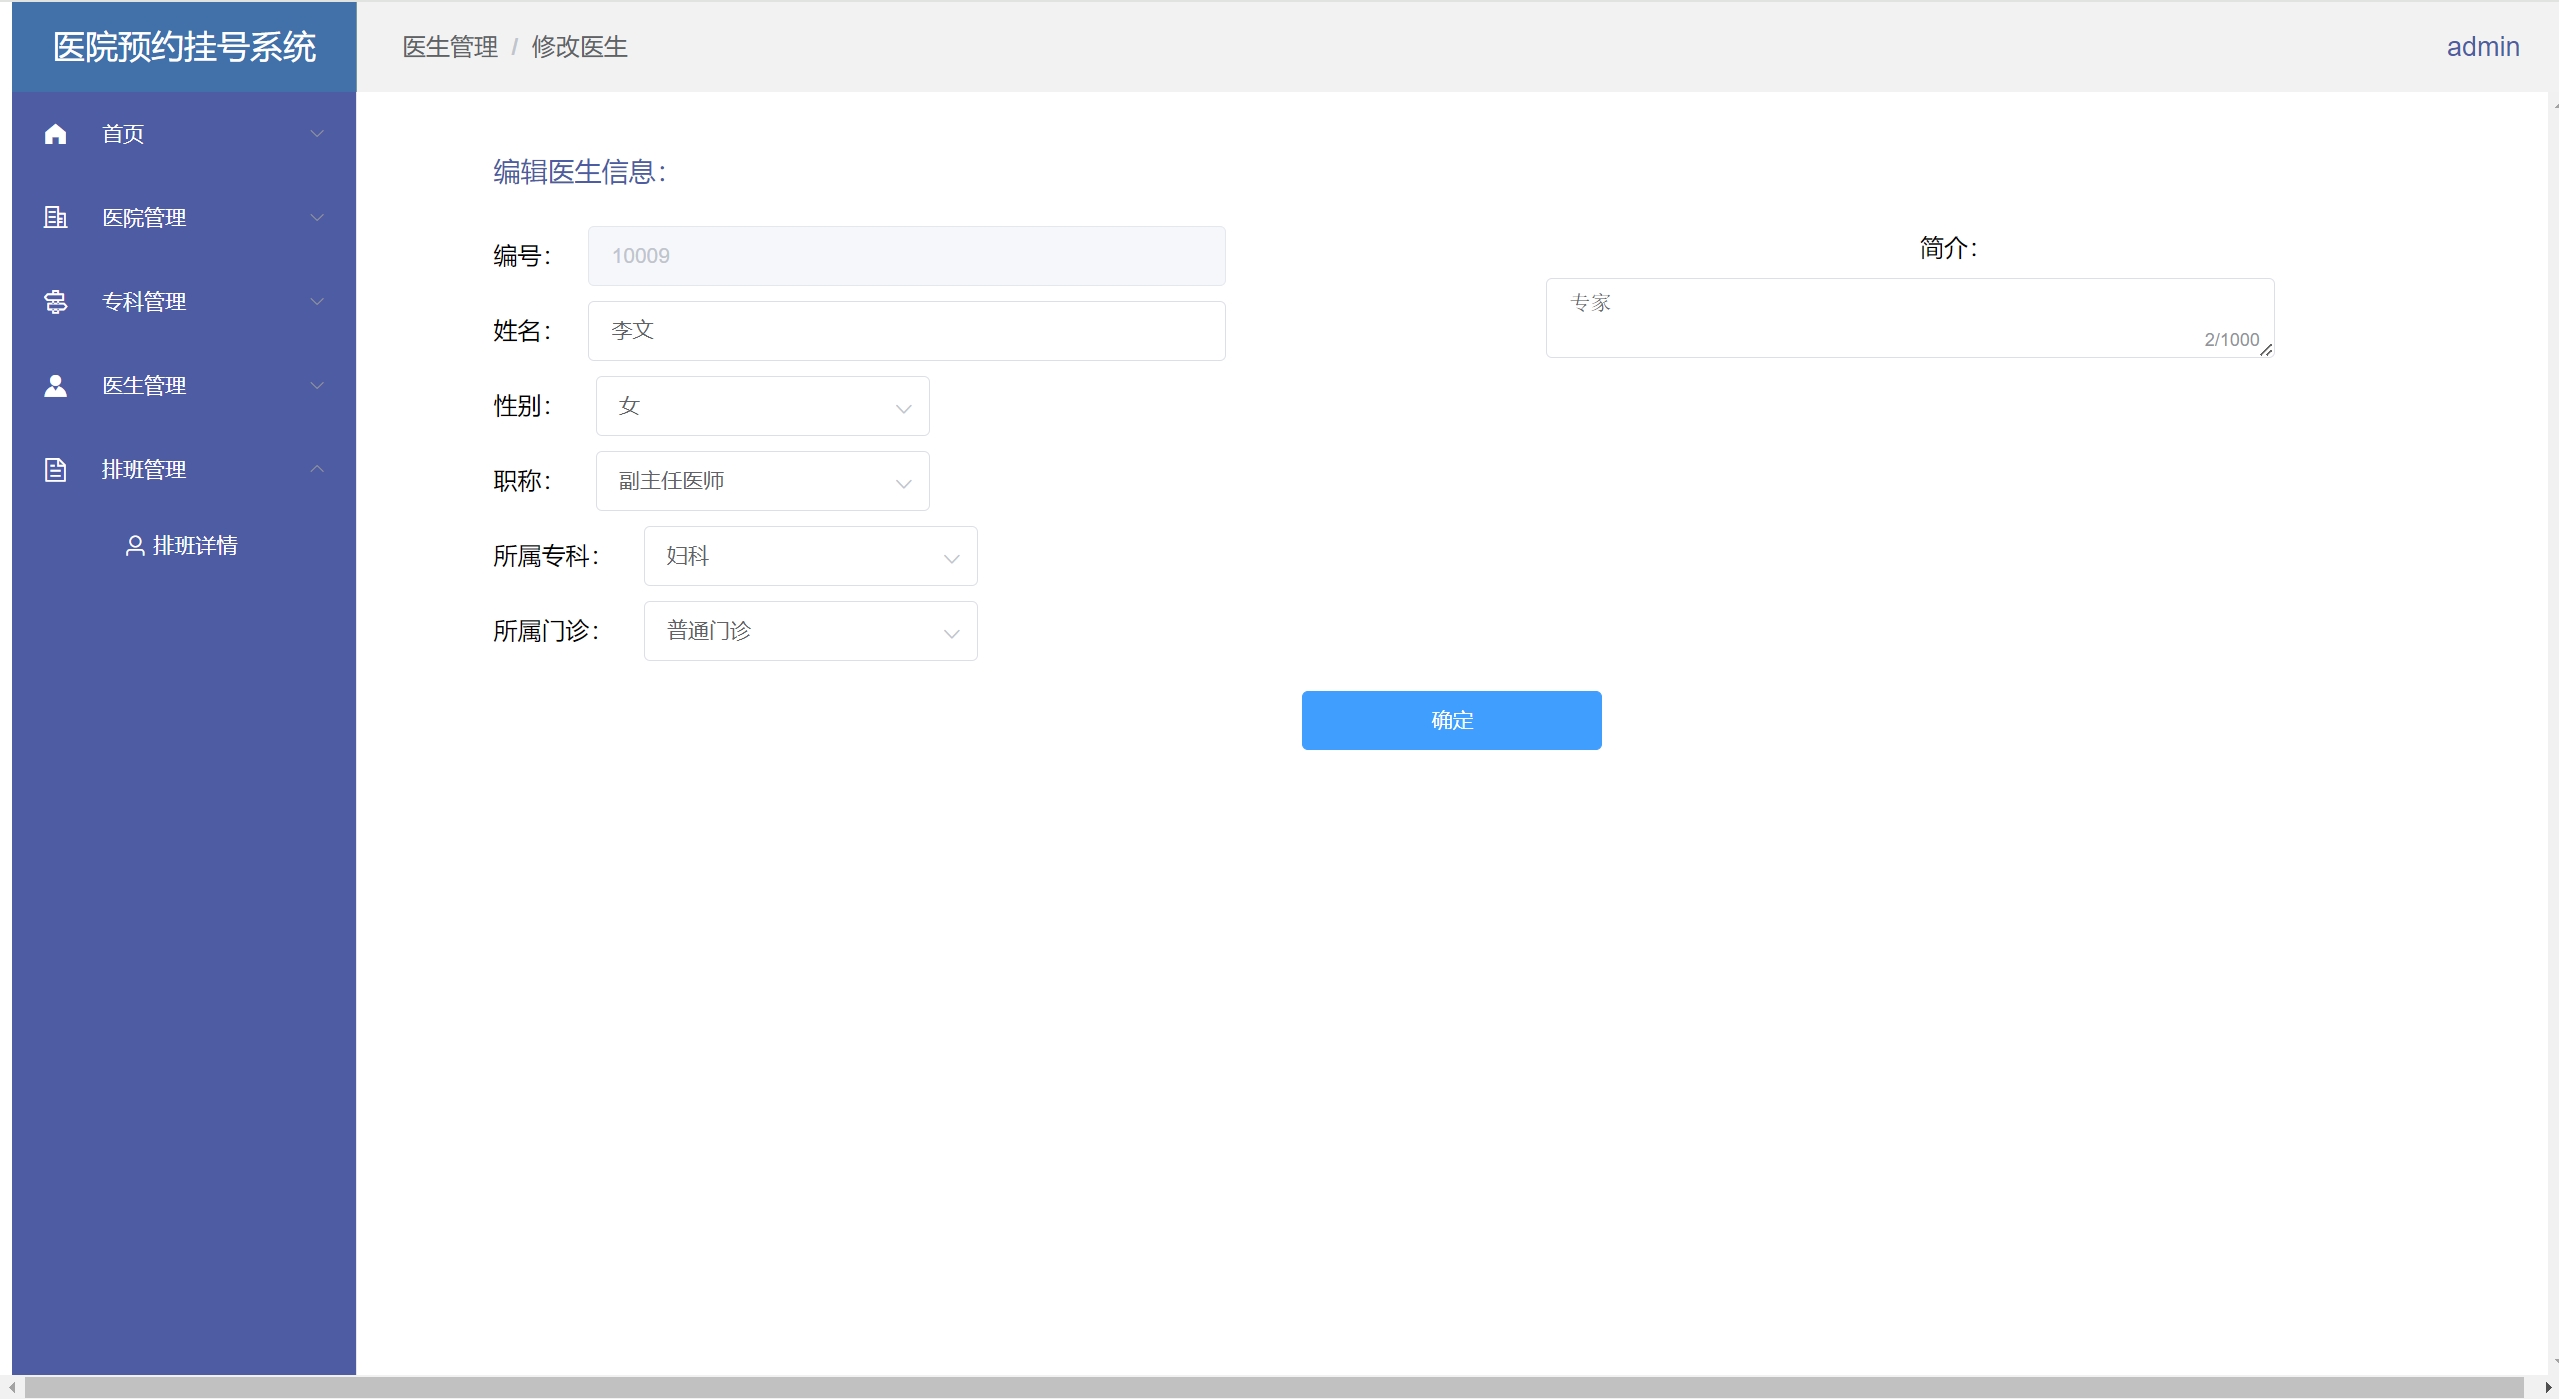 医院预约挂号系统
医生管理 / 修改医生
admin
首页
医院管理
专科管理
医生管理
排班管理
排班详情
编辑医生信息：
编号：
10009
姓名：
李文
性别：
女
职称：
副主任医师
所属专科：
妇科
所属门诊：
普通门诊
简介：
专家
2/1000
确定